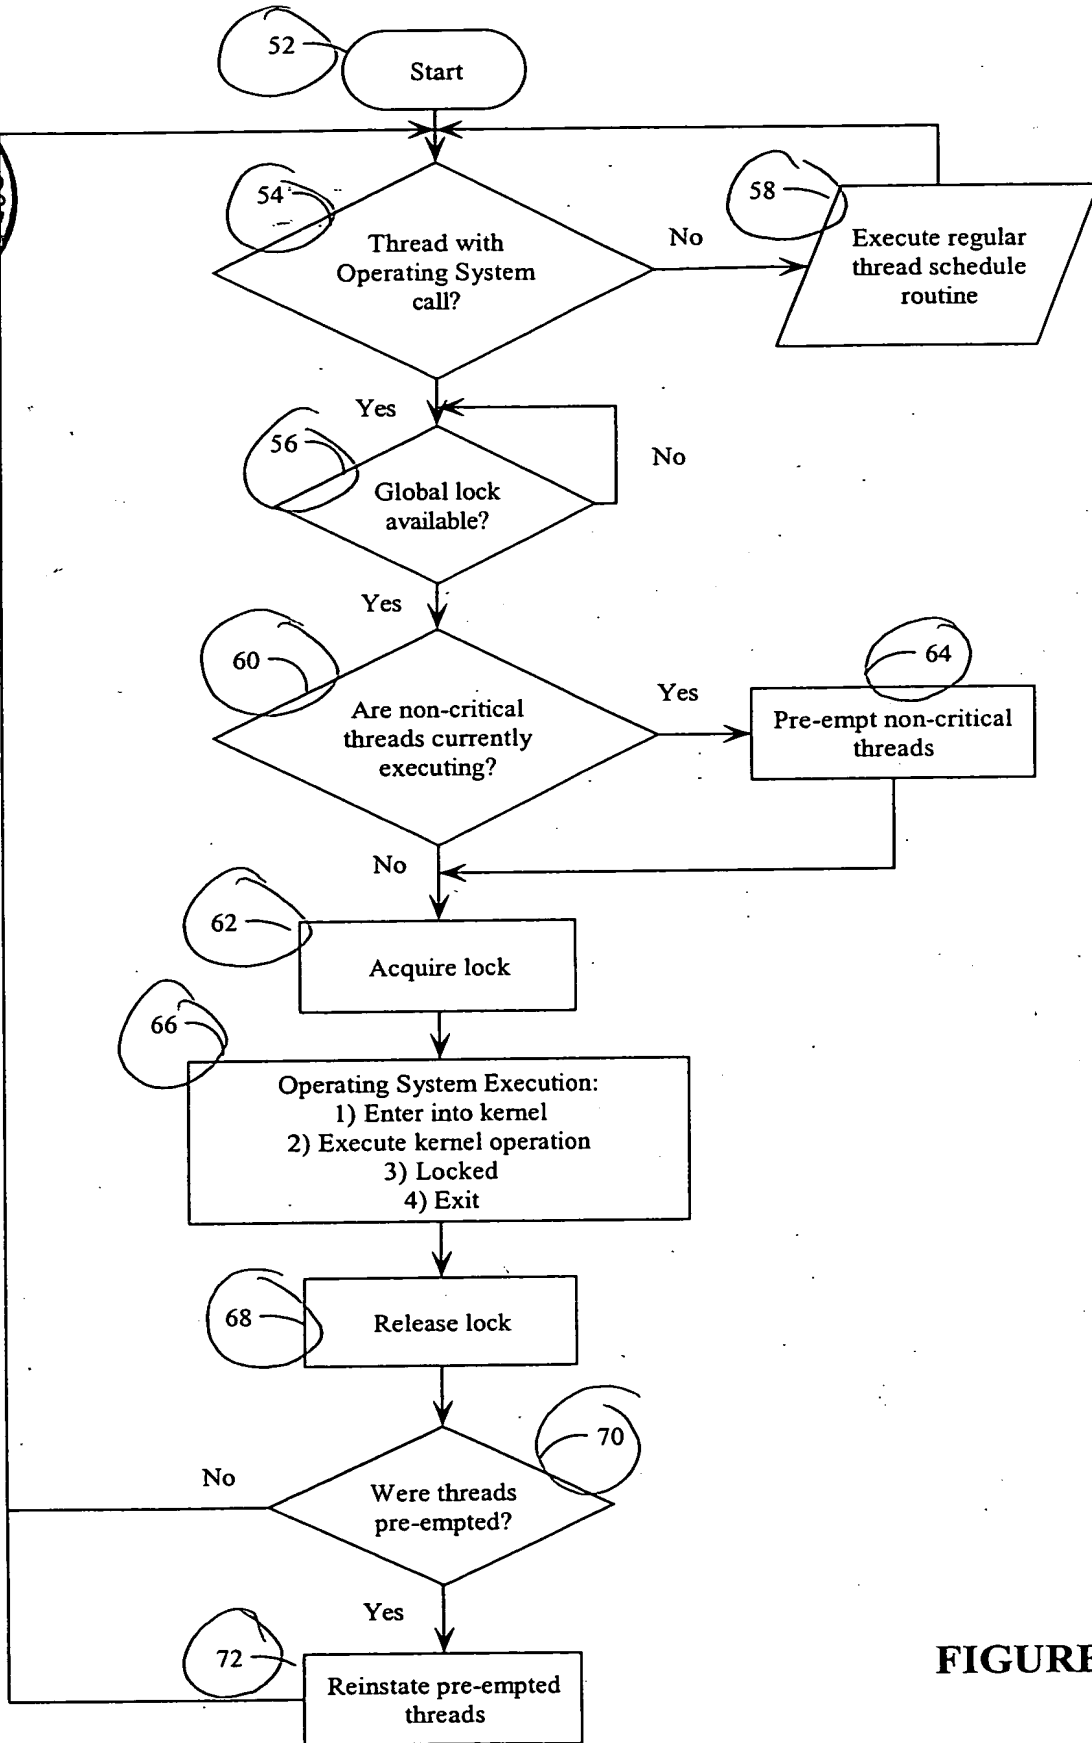 52
Start
54
Thread with
Operating System
call?
No
58
Execute regular
thread schedule
routine
Yes
56
Global lock
available?
No
Yes
60
Are non-critical
threads currently
executing?
Yes
64
Pre-empt non-critical
threads
No
62
Acquire lock
66
Operating System Execution:
1) Enter into kernel
2) Execute kernel operation
3) Locked
4) Exit
68
Release lock
70
No
Were threads
pre-empted?
Yes
72
Reinstate pre-empted
threads
FIGURE